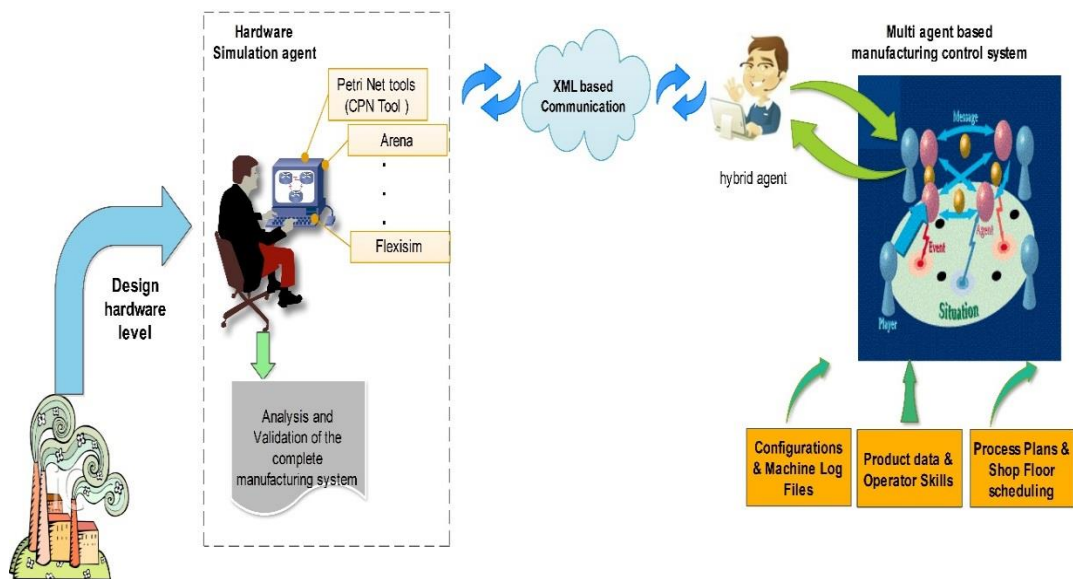 Hardware
Simulation agent
Petri Net tools
(CPN Tool )
Arena
.
.
.
Flexisim
Design
hardware
level
Analysis and
Validation of the
complete
manufacturing system
XML based
Communication
hybrid agent
Multi agent based
manufacturing control system
Message
Agent
Event
Situation
Player
Configurations
& Machine Log
Files
Product data &
Operator Skills
Process Plans &
Shop Floor
scheduling